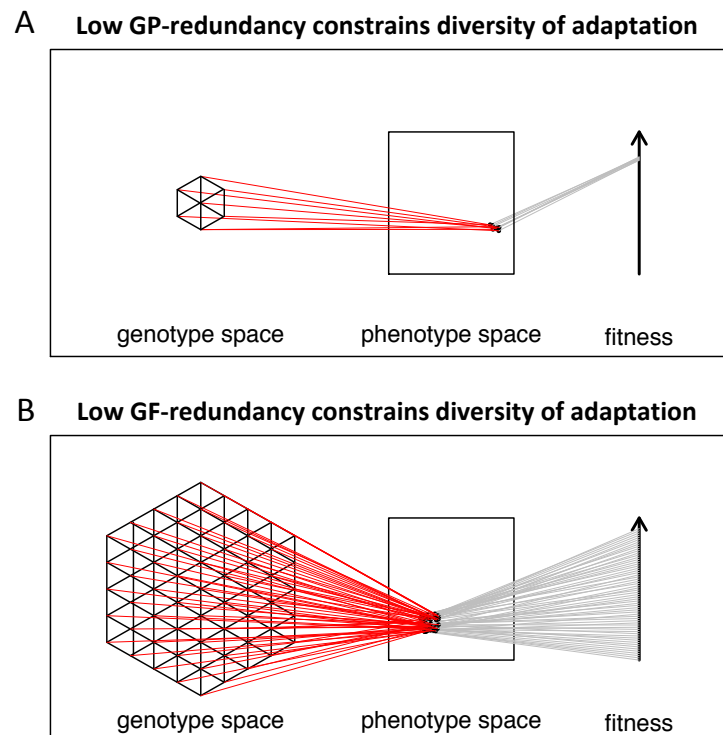 A Low GP-redundancy constrains diversity of adaptation
genotype space phenotype space fitness
B Low GF-redundancy constrains diversity of adaptation
genotype space phenotype space fitness